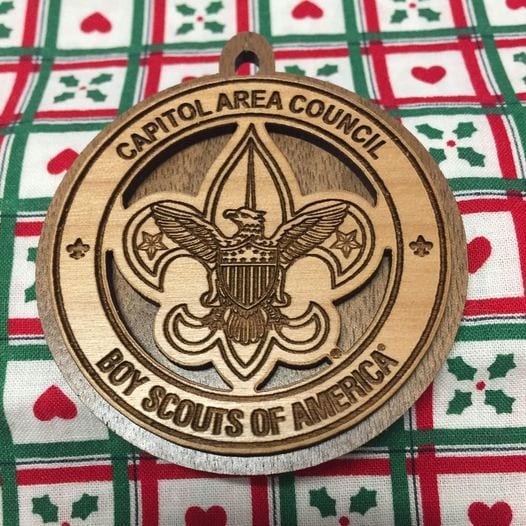 CAPITOL AREA COUNCIL
BOY SCOUTS OF AMERICA®
®